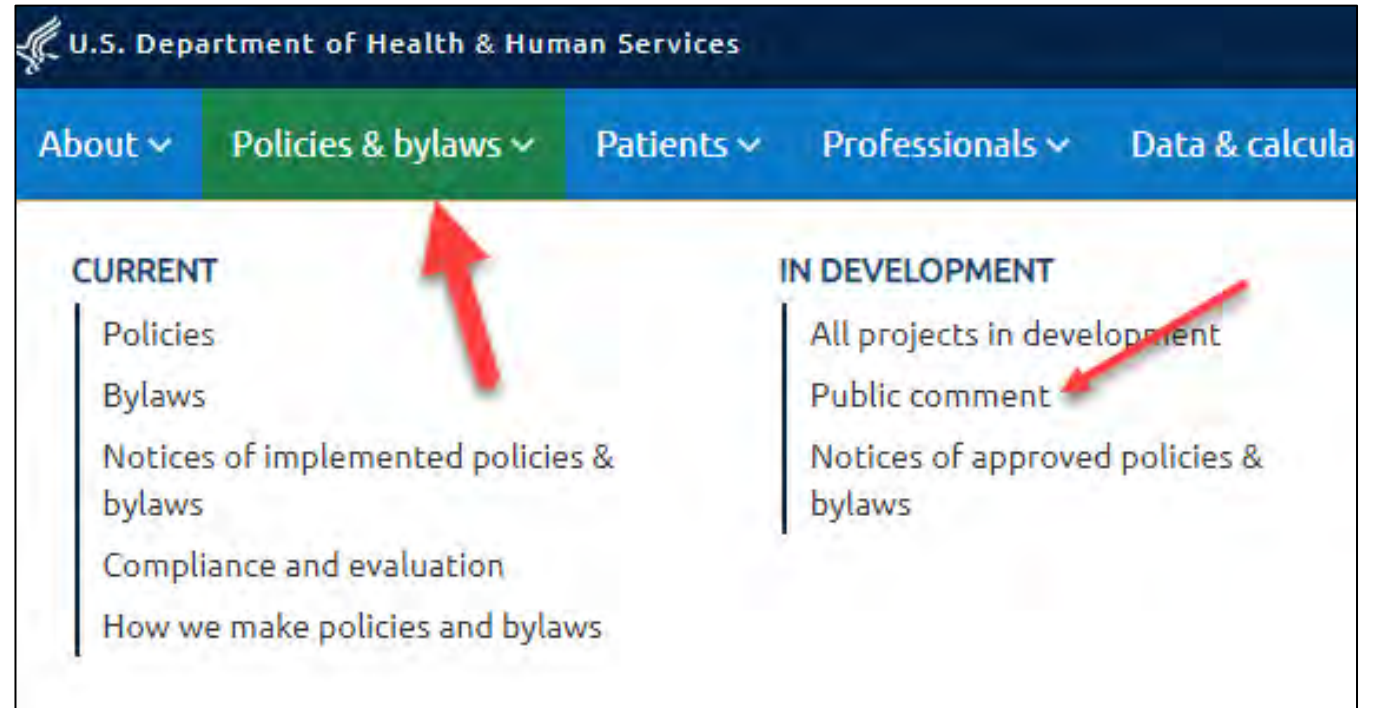 U.S. Department of Health & Human Services
About Policies & bylaws Patients Professionals Data & calcula
CURRENT
Policies
Bylaws
Notices of implemented policies &
bylaws
Compliance and evaluation
How we make policies and bylaws
IN DEVELOPMENT
All projects in development
Public comment
Notices of approved policies &
bylaws